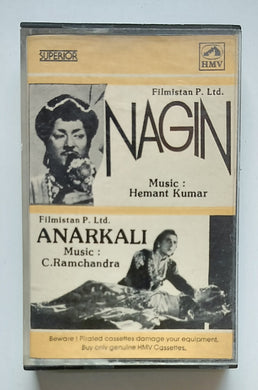 SUPERIOR
HMV
Filmistan P. Ltd.
NAGIN
Music :
Hemant Kumar
Filmistan P. Ltd.
ANARKALI
Music :
C.Ramchandra
Beware ! Pirated cassettes damage your equipment.
Buy only genuine HMV Cassettes.